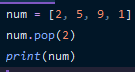 num = [2, 5, 9, 1]
num.pop(2)
print(num)